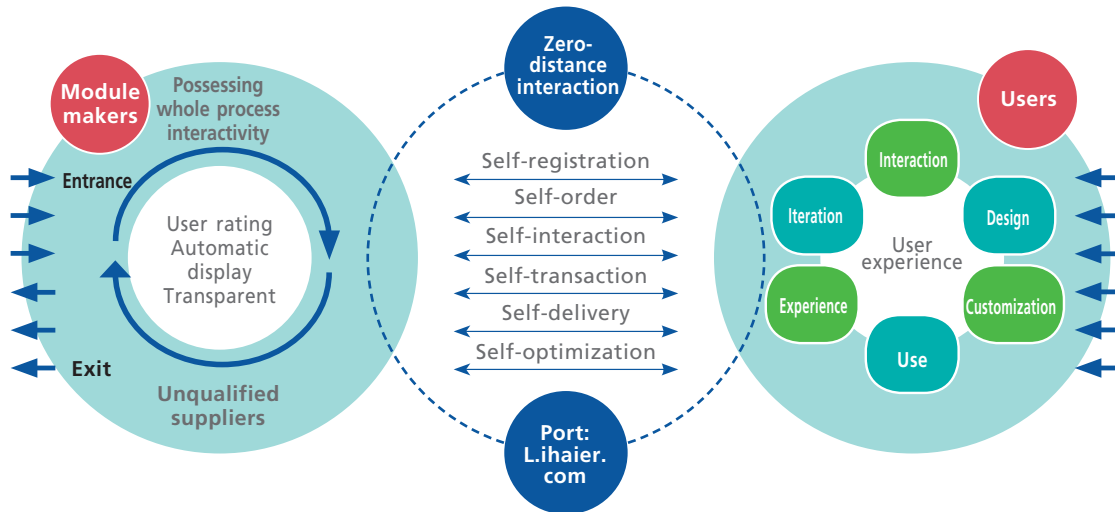 Module
makers
Possessing
whole process
interactivity
Entrance
User rating
Automatic
display
Transparent
Exit
Unqualified
suppliers
Zero-
distance
interaction
Self-registration
Self-order
Self-interaction
Self-transaction
Self-delivery
Self-optimization
Port:
L.ihaier.
com
Users
Interaction
Iteration
Design
User
experience
Experience
Customization
Use